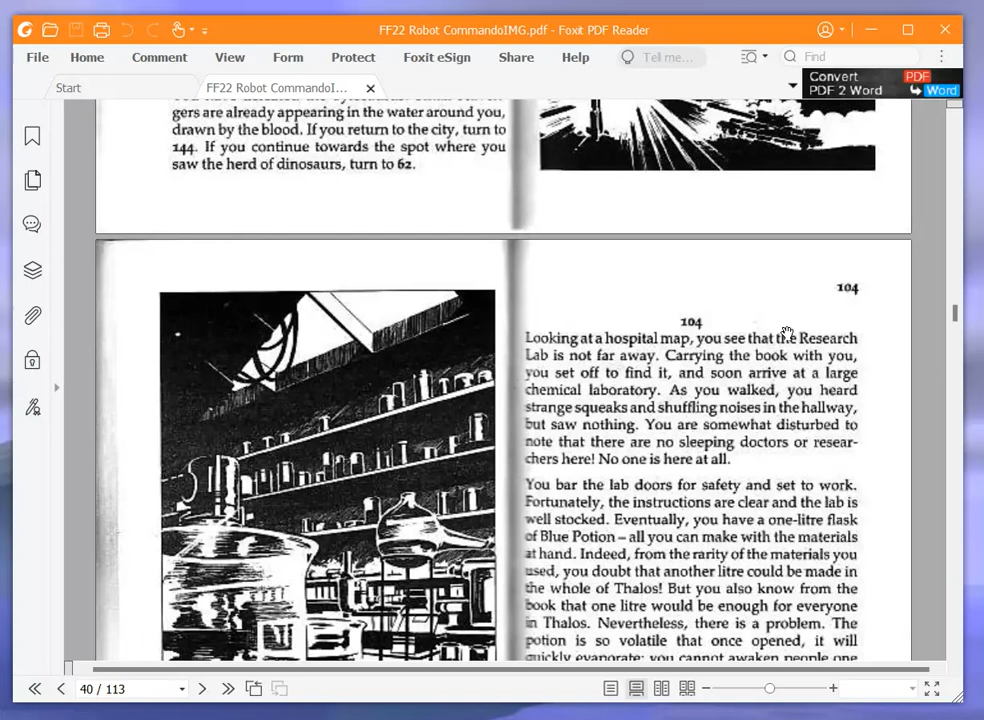 FF22 Robot CommandoIMG.pdf - Foxit PDF Reader
File Home Comment View Form Protect Foxit eSign Share Help Tell me... Find
Start FF22 Robot CommandoI...
Convert PDF
PDF 2 Word Word
gers are already appearing in the water around you,
drawn by the blood. If you return to the city, turn to
144. If you continue towards the spot where you
saw the herd of dinosaurs, turn to 62.
104
104
Looking at a hospital map, you see that the Research
Lab is not far away. Carrying the book with you,
you set off to find it, and soon arrive at a large
chemical laboratory. As you walked, you heard
strange squeaks and shuffling noises in the hallway,
but saw nothing. You are somewhat disturbed to
note that there are no sleeping doctors or resear-
chers here! No one is here at all.
You bar the lab doors for safety and set to work.
Fortunately, the instructions are clear and the lab is
well stocked. Eventually, you have a one-litre flask
of Blue Potion – all you can make with the materials
at hand. Indeed, from the rarity of the materials you
used, you doubt that another litre could be made in
the whole of Thalos! But you also know from the
book that one litre would be enough for everyone
in Thalos. Nevertheless, there is a problem. The
potion is so volatile that once opened, it will
quickly evaporate: you cannot awaken people one
40 / 113